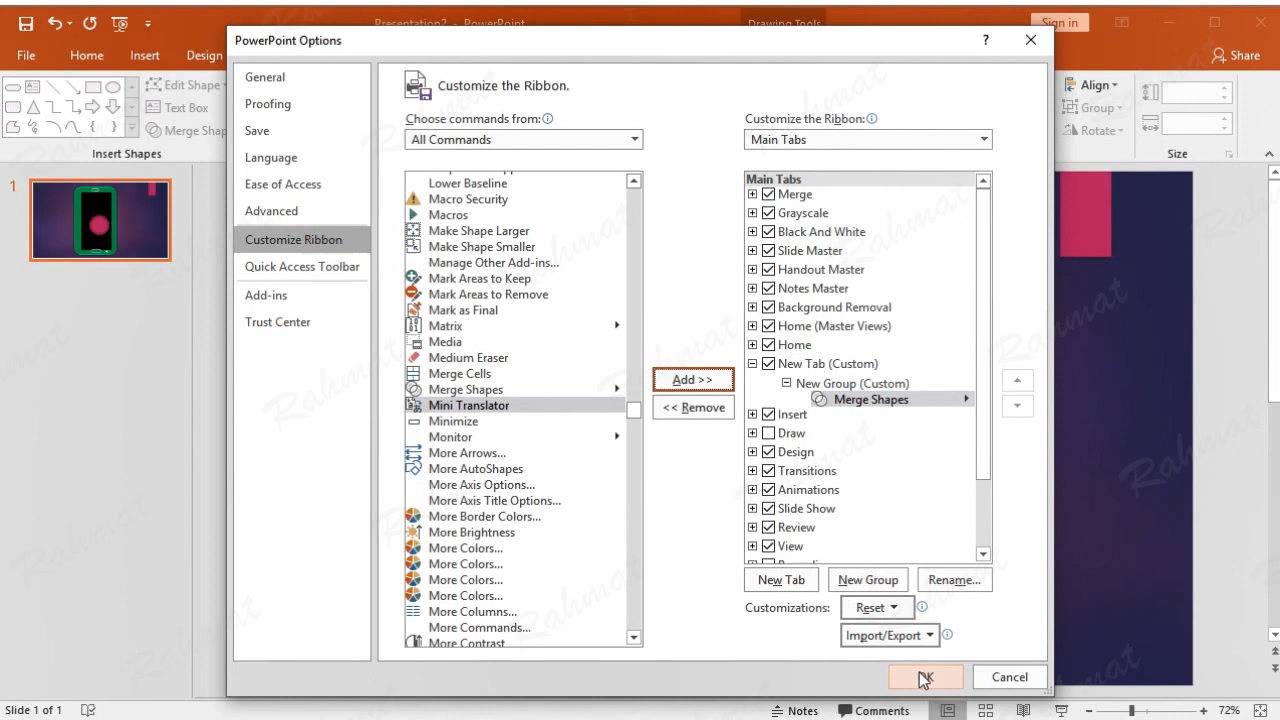 Presentation2 - PowerPoint
Drawing Tools
Sign in
File
Home
Insert
Design
Share
Edit Shape
Text Box
Merge Shap
Insert Shapes
Align
Group
Rotate
Size
PowerPoint Options
?
General
Proofing
Save
Language
Ease of Access
Advanced
Customize Ribbon
Quick Access Toolbar
Add-ins
Trust Center
Customize the Ribbon.
Choose commands from:
All Commands
Lower Baseline
Macro Security
Macros
Make Shape Larger
Make Shape Smaller
Manage Other Add-ins...
Mark Areas to Keep
Mark Areas to Remove
Mark as Final
Matrix
Media
Medium Eraser
Merge Cells
Merge Shapes
Mini Translator
Minimize
Monitor
More Arrows...
More AutoShapes
More Axis Options...
More Axis Title Options...
More Border Colors...
More Brightness
More Colors...
More Colors...
More Colors...
More Colors...
More Columns...
More Commands...
More Contrast
Add >>
<< Remove
Customize the Ribbon:
Main Tabs
Main Tabs
Merge
Grayscale
Black And White
Slide Master
Handout Master
Notes Master
Background Removal
Home (Master Views)
Home
New Tab (Custom)
New Group (Custom)
Merge Shapes
Insert
Draw
Design
Transitions
Animations
Slide Show
Review
View
New Tab
New Group
Rename...
Customizations:
Reset
Import/Export
OK
Cancel
1
Slide 1 of 1
Notes
Comments
72%
Rahmat